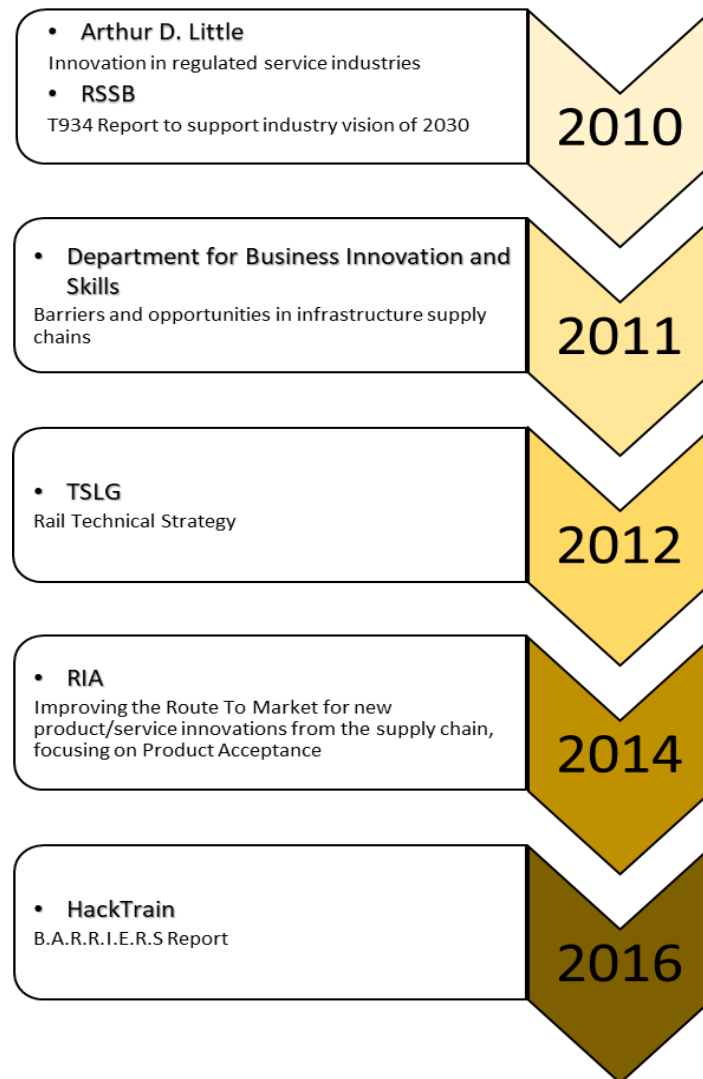 • Arthur D. Little
Innovation in regulated service industries
• RSSB
T934 Report to support industry vision of 2030
2010
• Department for Business Innovation and
Skills
Barriers and opportunities in infrastructure supply
chains
2011
• TSLG
Rail Technical Strategy
2012
• RIA
Improving the Route To Market for new
product/service innovations from the supply chain,
focusing on Product Acceptance
2014
• HackTrain
B.A.R.R.I.E.R.S Report
2016